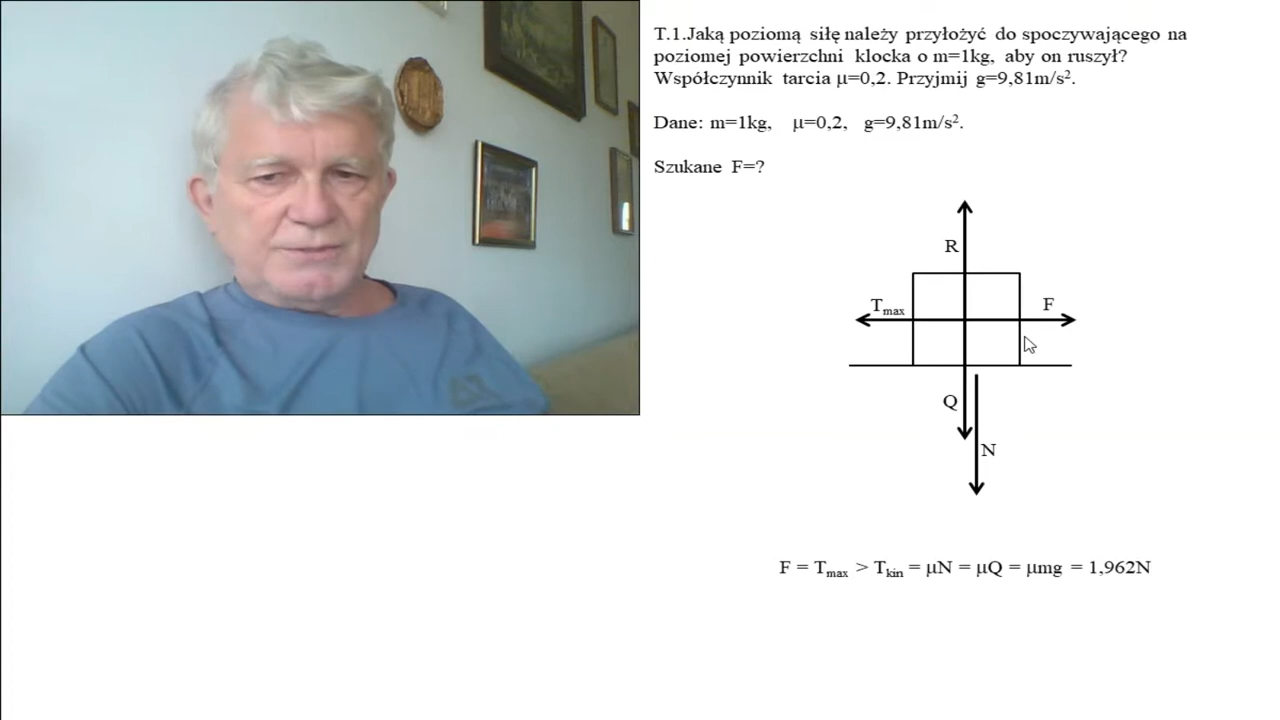 T.1.Jaką poziomą siłę należy przyłożyć do spoczywającego na
poziomej powierzchni klocka o m=1kg, aby on ruszył?
Współczynnik tarcia μ=0,2. Przyjmij g=9,81m/s².
Dane: m=1kg, μ=0,2, g=9,81m/s².
Szukane F=?
R
Tmax
F
Q
N
F = Tmax > Tkin = μN = μQ = μmg = 1,962N